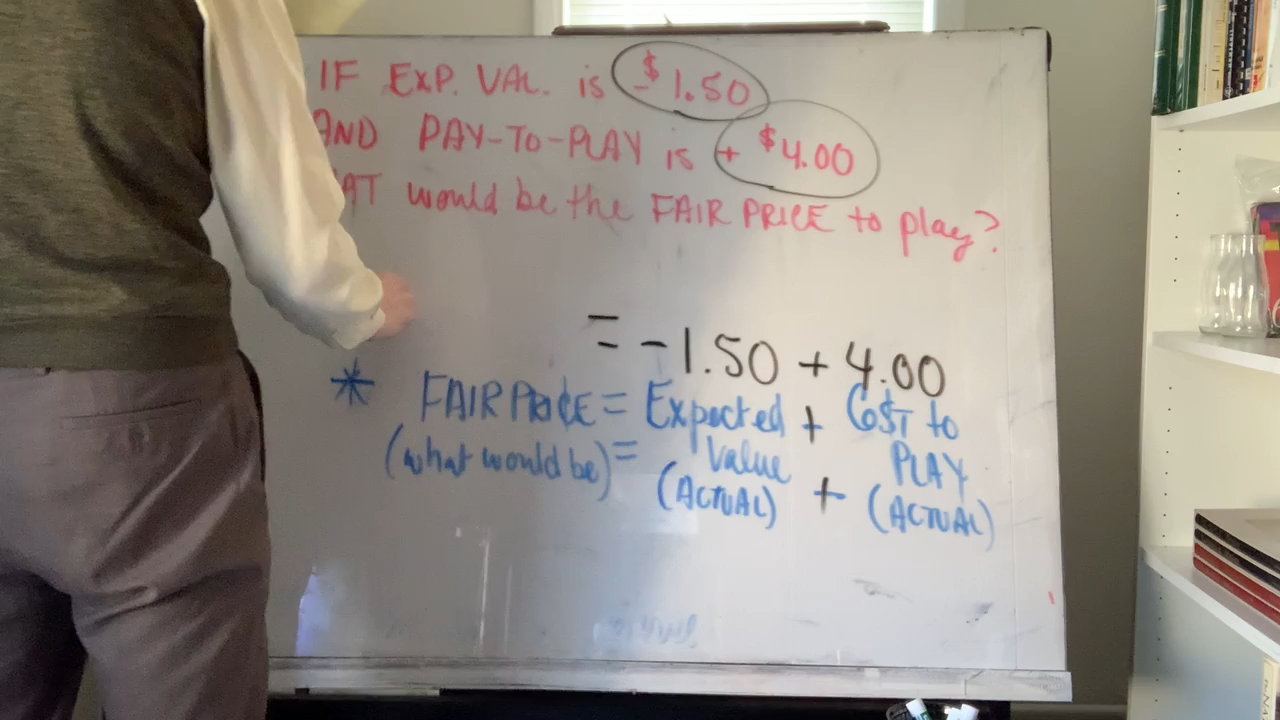 IF EXP. VAL. is -$1.50
AND PAY-TO-PLAY is + $4.00
AT would be the FAIR PRICE to play?
= -1.50 + 4.00
* FAIR PRICE = Expected + COST to
(what would be) = Value PLAY
(ACTUAL) + (ACTUAL)